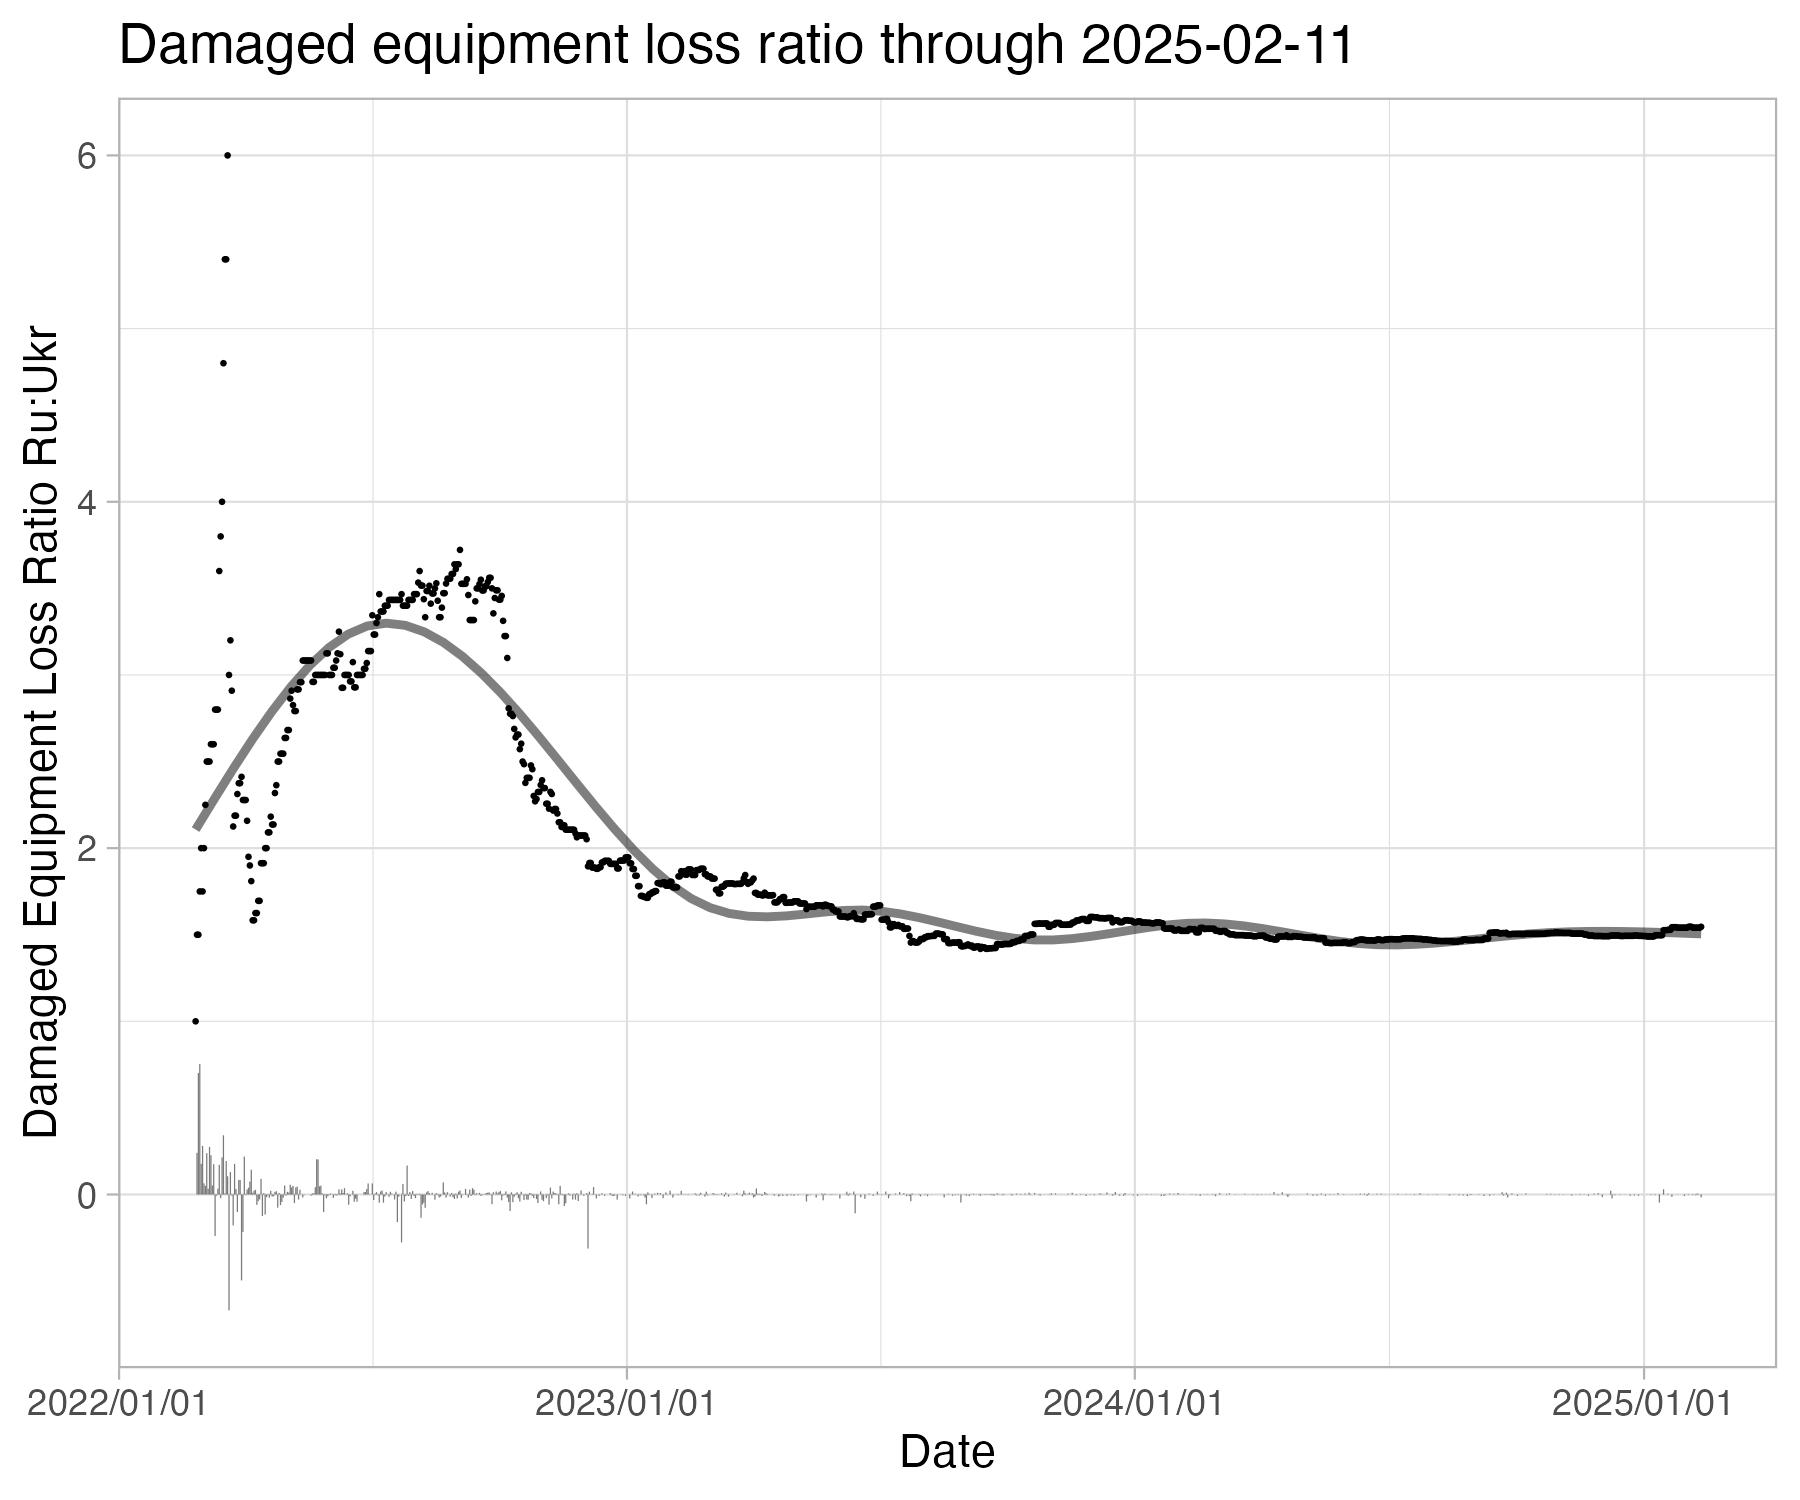 Damaged equipment loss ratio through 2025-02-11
Damaged Equipment Loss Ratio Ru:Ukr
6
4
2
0
2022/01/01
2023/01/01
2024/01/01
2025/01/01
Date